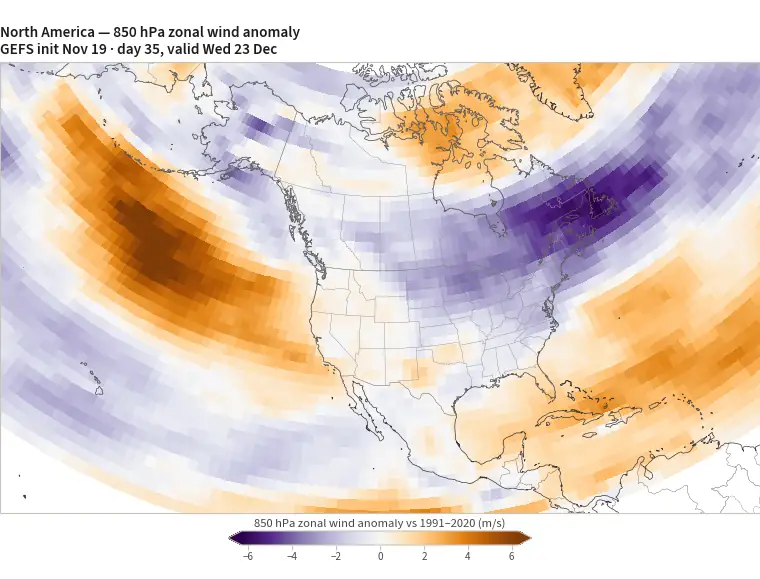 North America — 850 hPa zonal wind anomaly
GEFS init Nov 19 · day 35, valid Wed 23 Dec
850 hPa zonal wind anomaly vs 1991–2020 (m/s)
−6 −4 −2 0 2 4 6